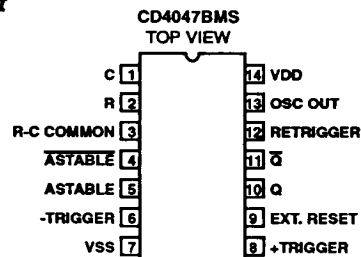 CD4047BMS
TOP VIEW
C 1 14 VDD
R 2 13 OSC OUT
R-C COMMON 3 12 RETRIGGER
A̅S̅T̅A̅B̅L̅E̅ 4 11 Q̅
ASTABLE 5 10 Q
-TRIGGER 6 9 EXT. RESET
VSS 7 8 +TRIGGER